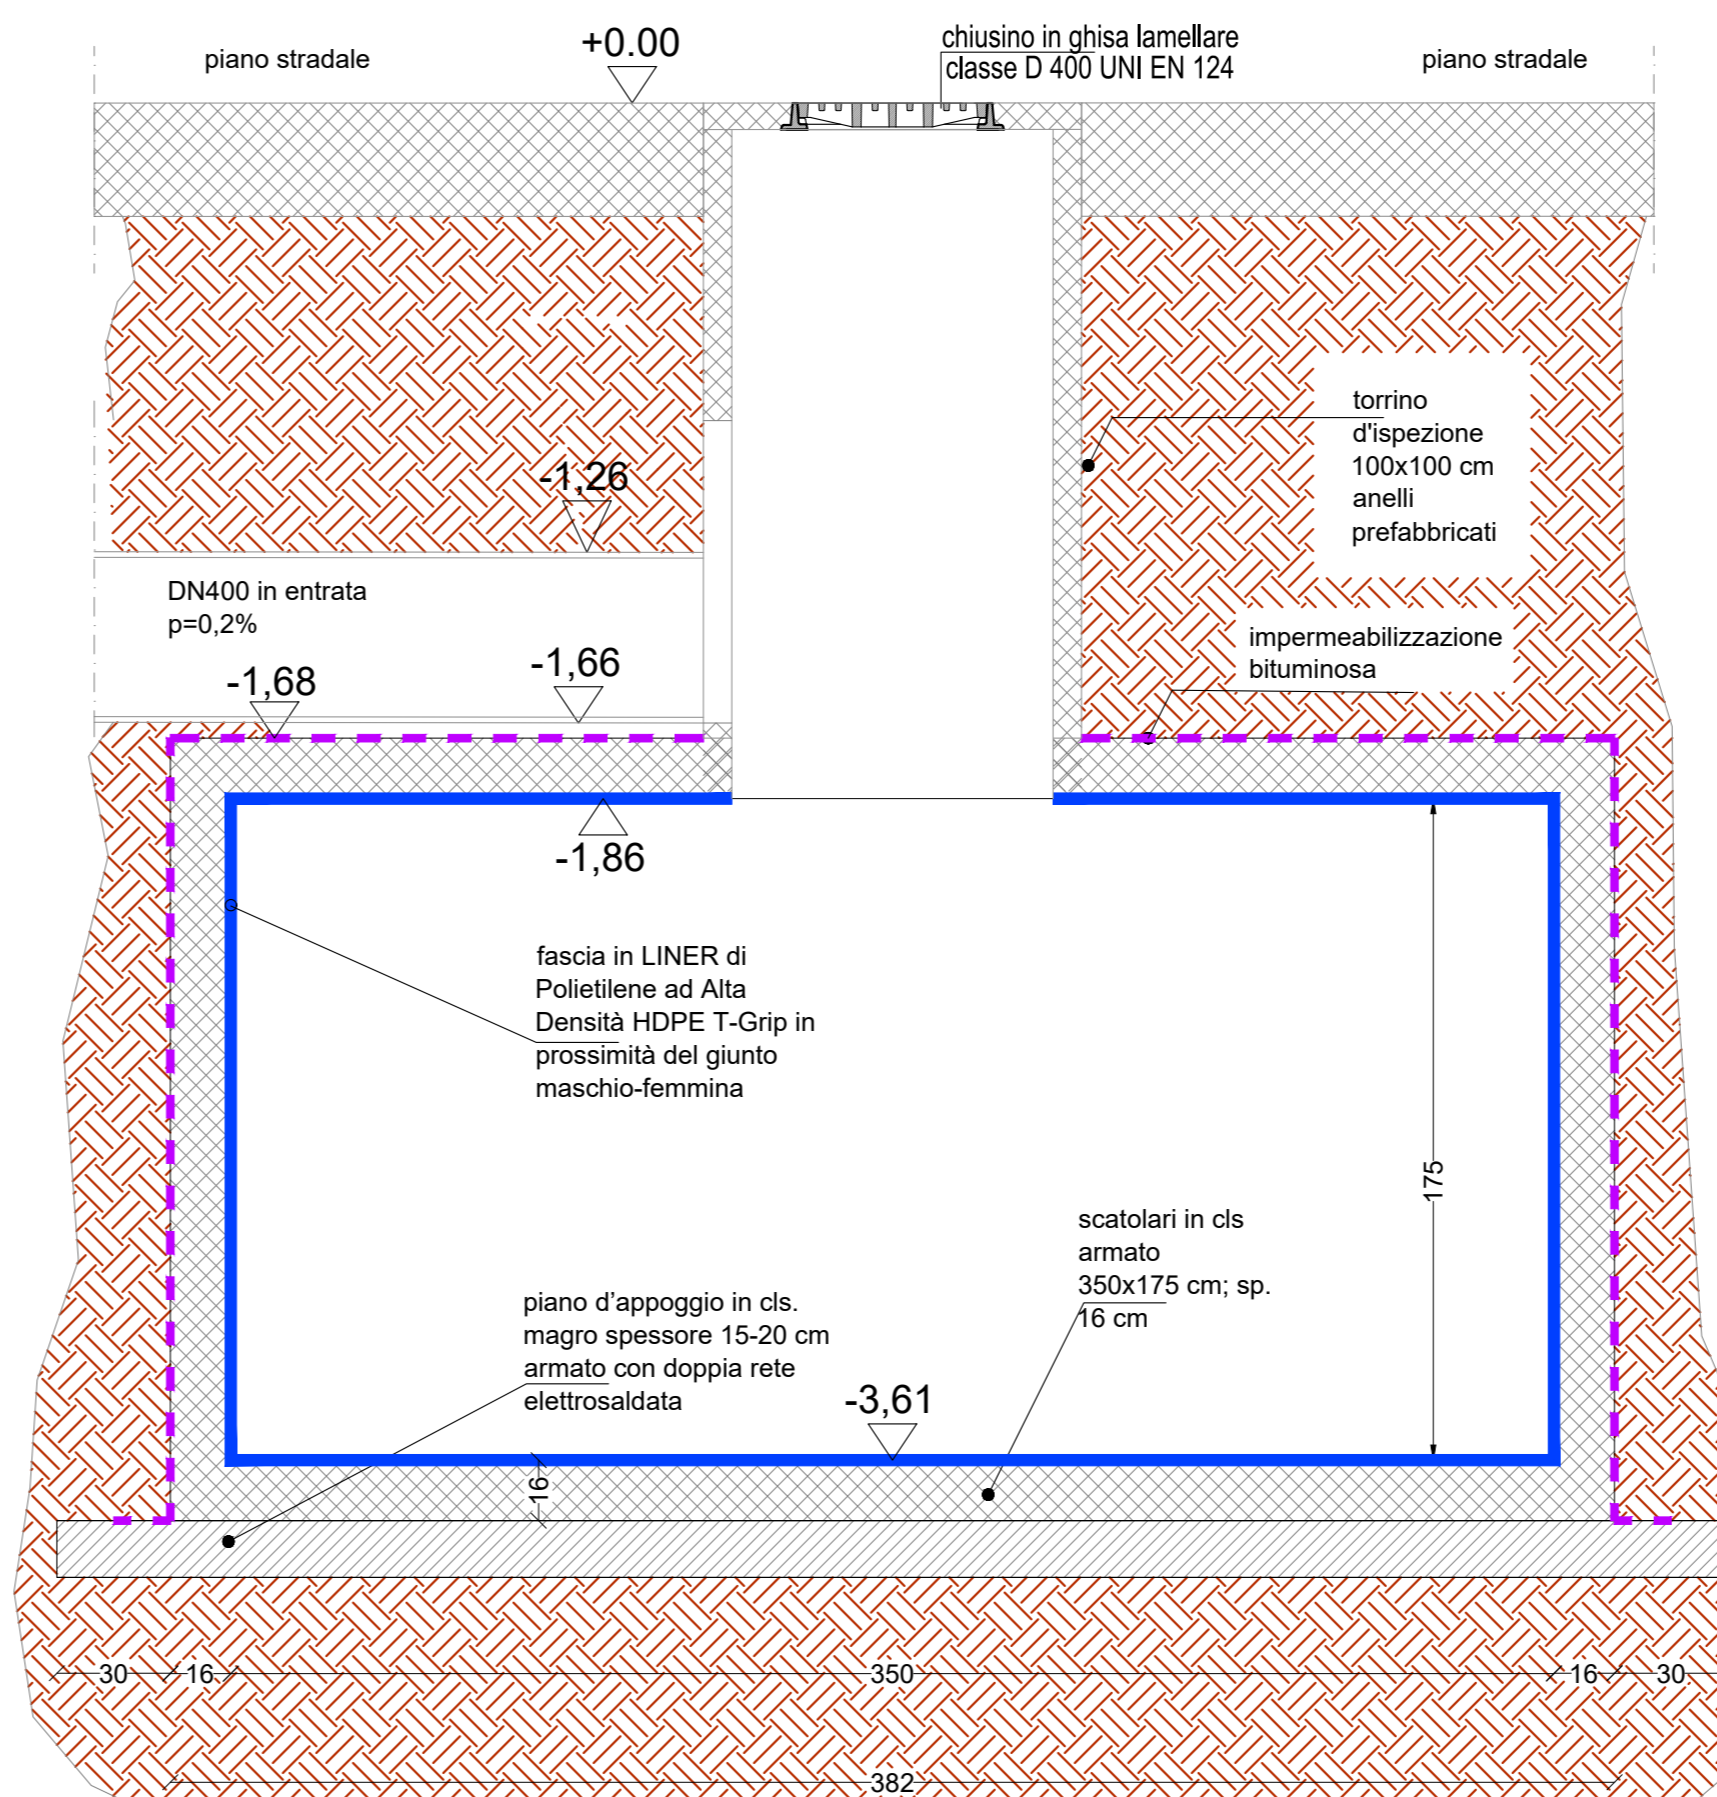 piano stradale
+0.00
chiusino in ghisa lamellare
classe D 400 UNI EN 124
piano stradale
torrino
d'ispezione
100x100 cm
anelli
prefabbricati
-1,26
DN400 in entrata
p=0,2%
impermeabilizzazione
bituminosa
-1,66
-1,68
-1,86
fascia in LINER di
Polietilene ad Alta
Densità HDPE T-Grip in
prossimità del giunto
maschio-femmina
175
scatolari in cls
armato
350x175 cm; sp.
16 cm
piano d’appoggio in cls.
magro spessore 15-20 cm
armato con doppia rete
elettrosaldata
-3,61
16
30
16
350
16
30
382